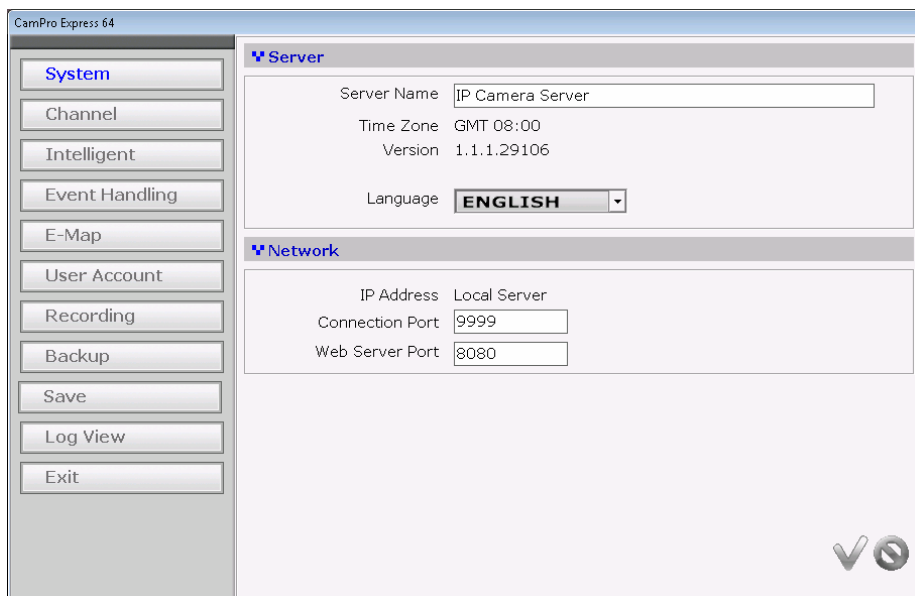 CamPro Express 64
System
Channel
Intelligent
Event Handling
E-Map
User Account
Recording
Backup
Save
Log View
Exit
Server
Server Name IP Camera Server
Time Zone GMT 08:00
Version 1.1.1.29106
Language ENGLISH
Network
IP Address Local Server
Connection Port 9999
Web Server Port 8080